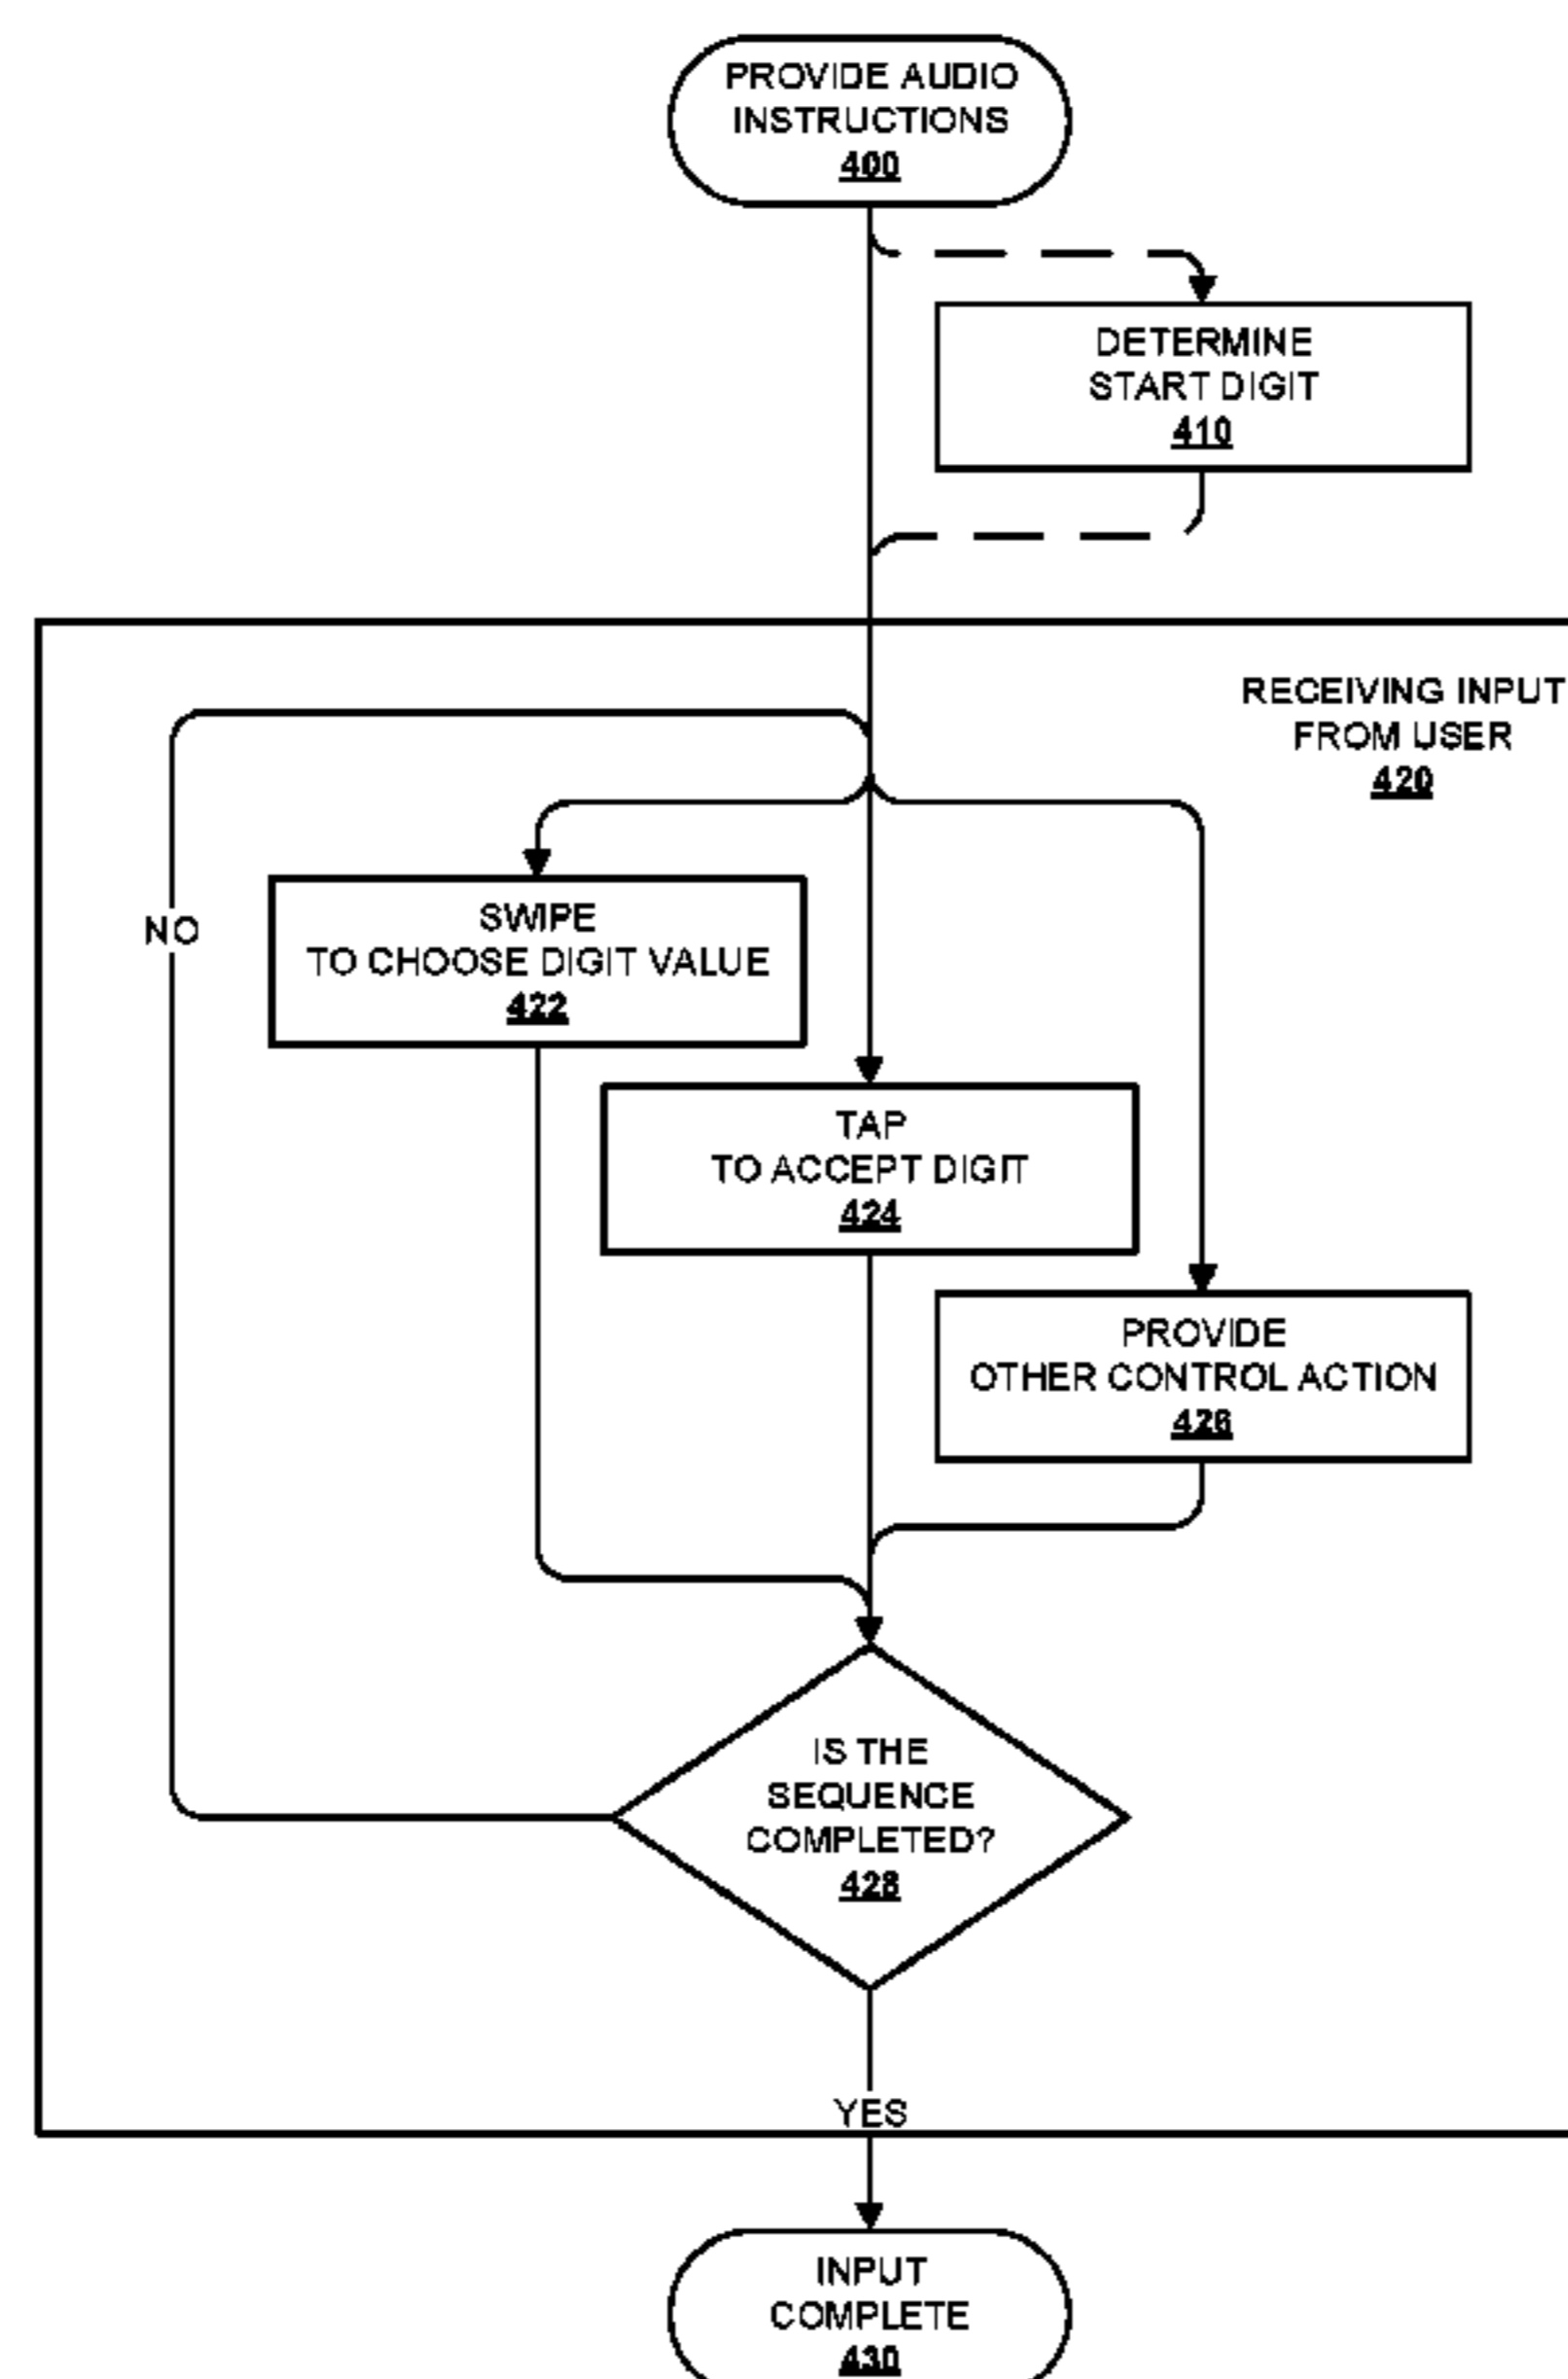 PROVIDE AUDIO
INSTRUCTIONS
400
DETERMINE
START DIGIT
410
RECEIVING INPUT
FROM USER
420
NO
SWIPE
TO CHOOSE DIGIT VALUE
422
TAP
TO ACCEPT DIGIT
424
PROVIDE
OTHER CONTROL ACTION
426
IS THE
SEQUENCE
COMPLETED?
428
YES
INPUT
COMPLETE
430